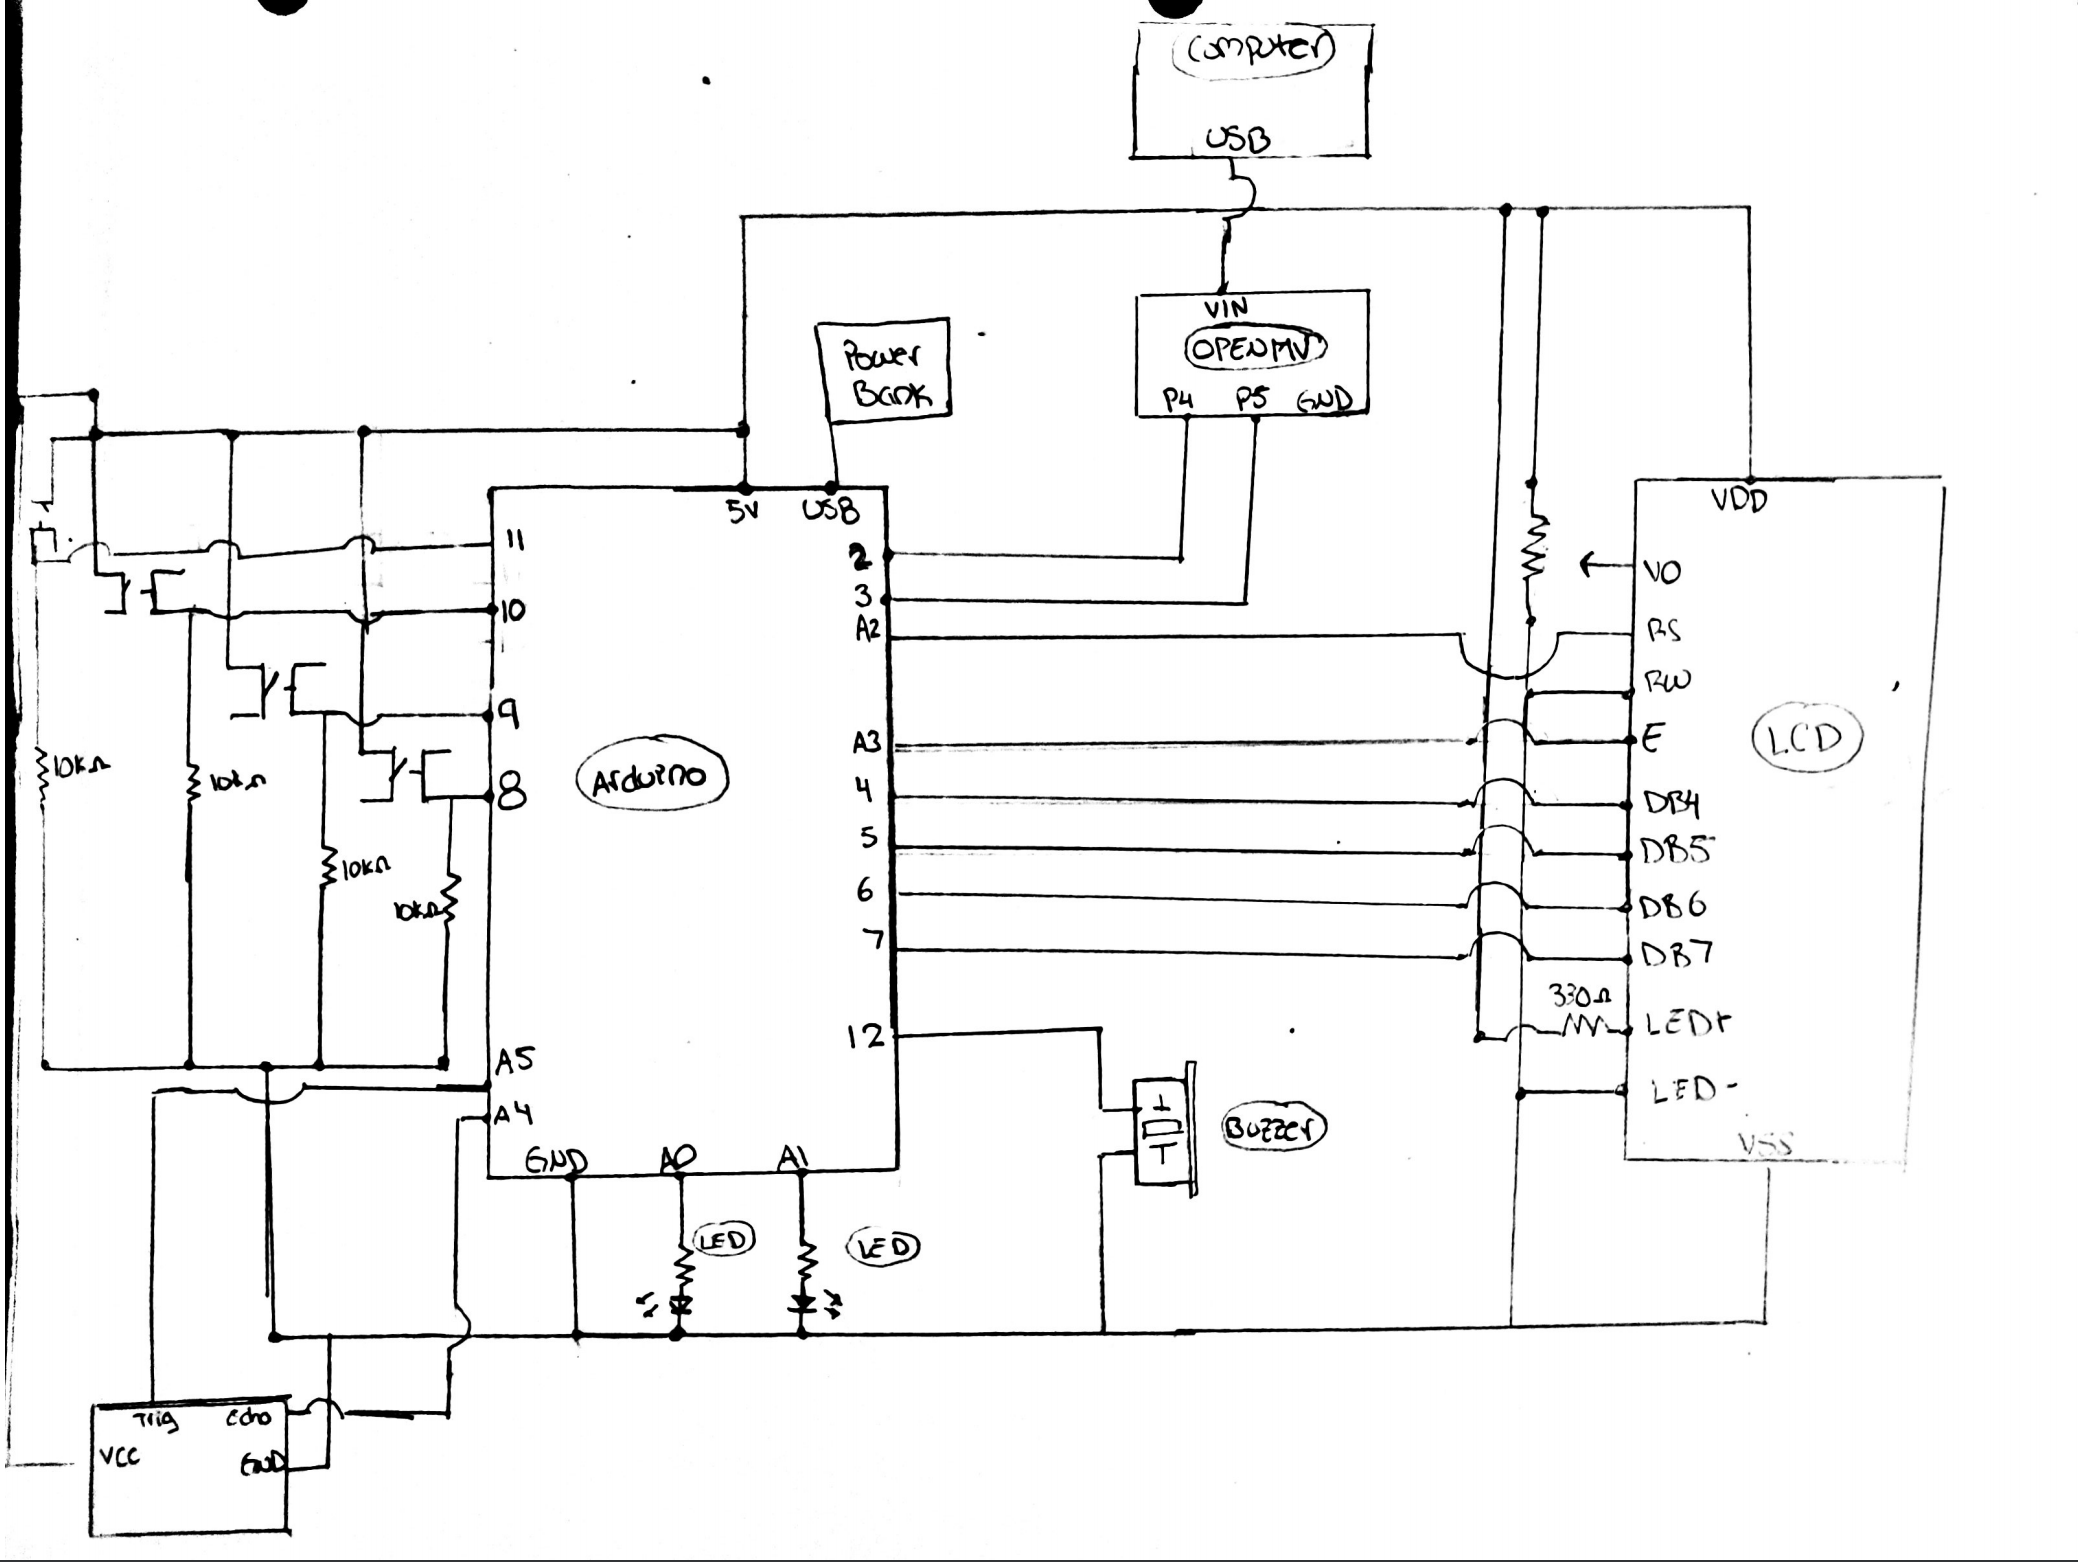 Computer
USB
VIN
OPENMV
P4 P5 GND
Power
Bank
5V USB
VDD
11
2
VO
10
3
A2
RS
RW
9
A3
E
LCD
10kΩ
10kΩ
Arduino
8
4
DB4
5
DB5
10kΩ
6
DB6
10kΩ
7
DB7
330Ω
12
LED+
A5
LED-
A4
Buzzer
VSS
GND A0 A1
LED
LED
Trig Echo
VCC
GND